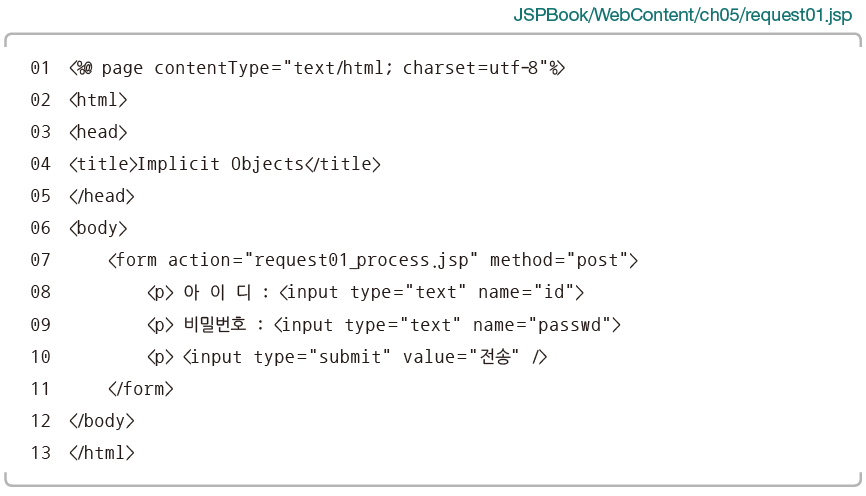 JSPBook/WebContent/ch05/request01.jsp
01 <%@ page contentType="text/html; charset=utf-8"%>
02 <html>
03 <head>
04 <title>Implicit Objects</title>
05 </head>
06 <body>
07     <form action="request01_process.jsp" method="post">
08         <p> 아 이 디 : <input type="text" name="id">
09         <p> 비밀번호 : <input type="text" name="passwd">
10         <p> <input type="submit" value="전송" />
11     </form>
12 </body>
13 </html>